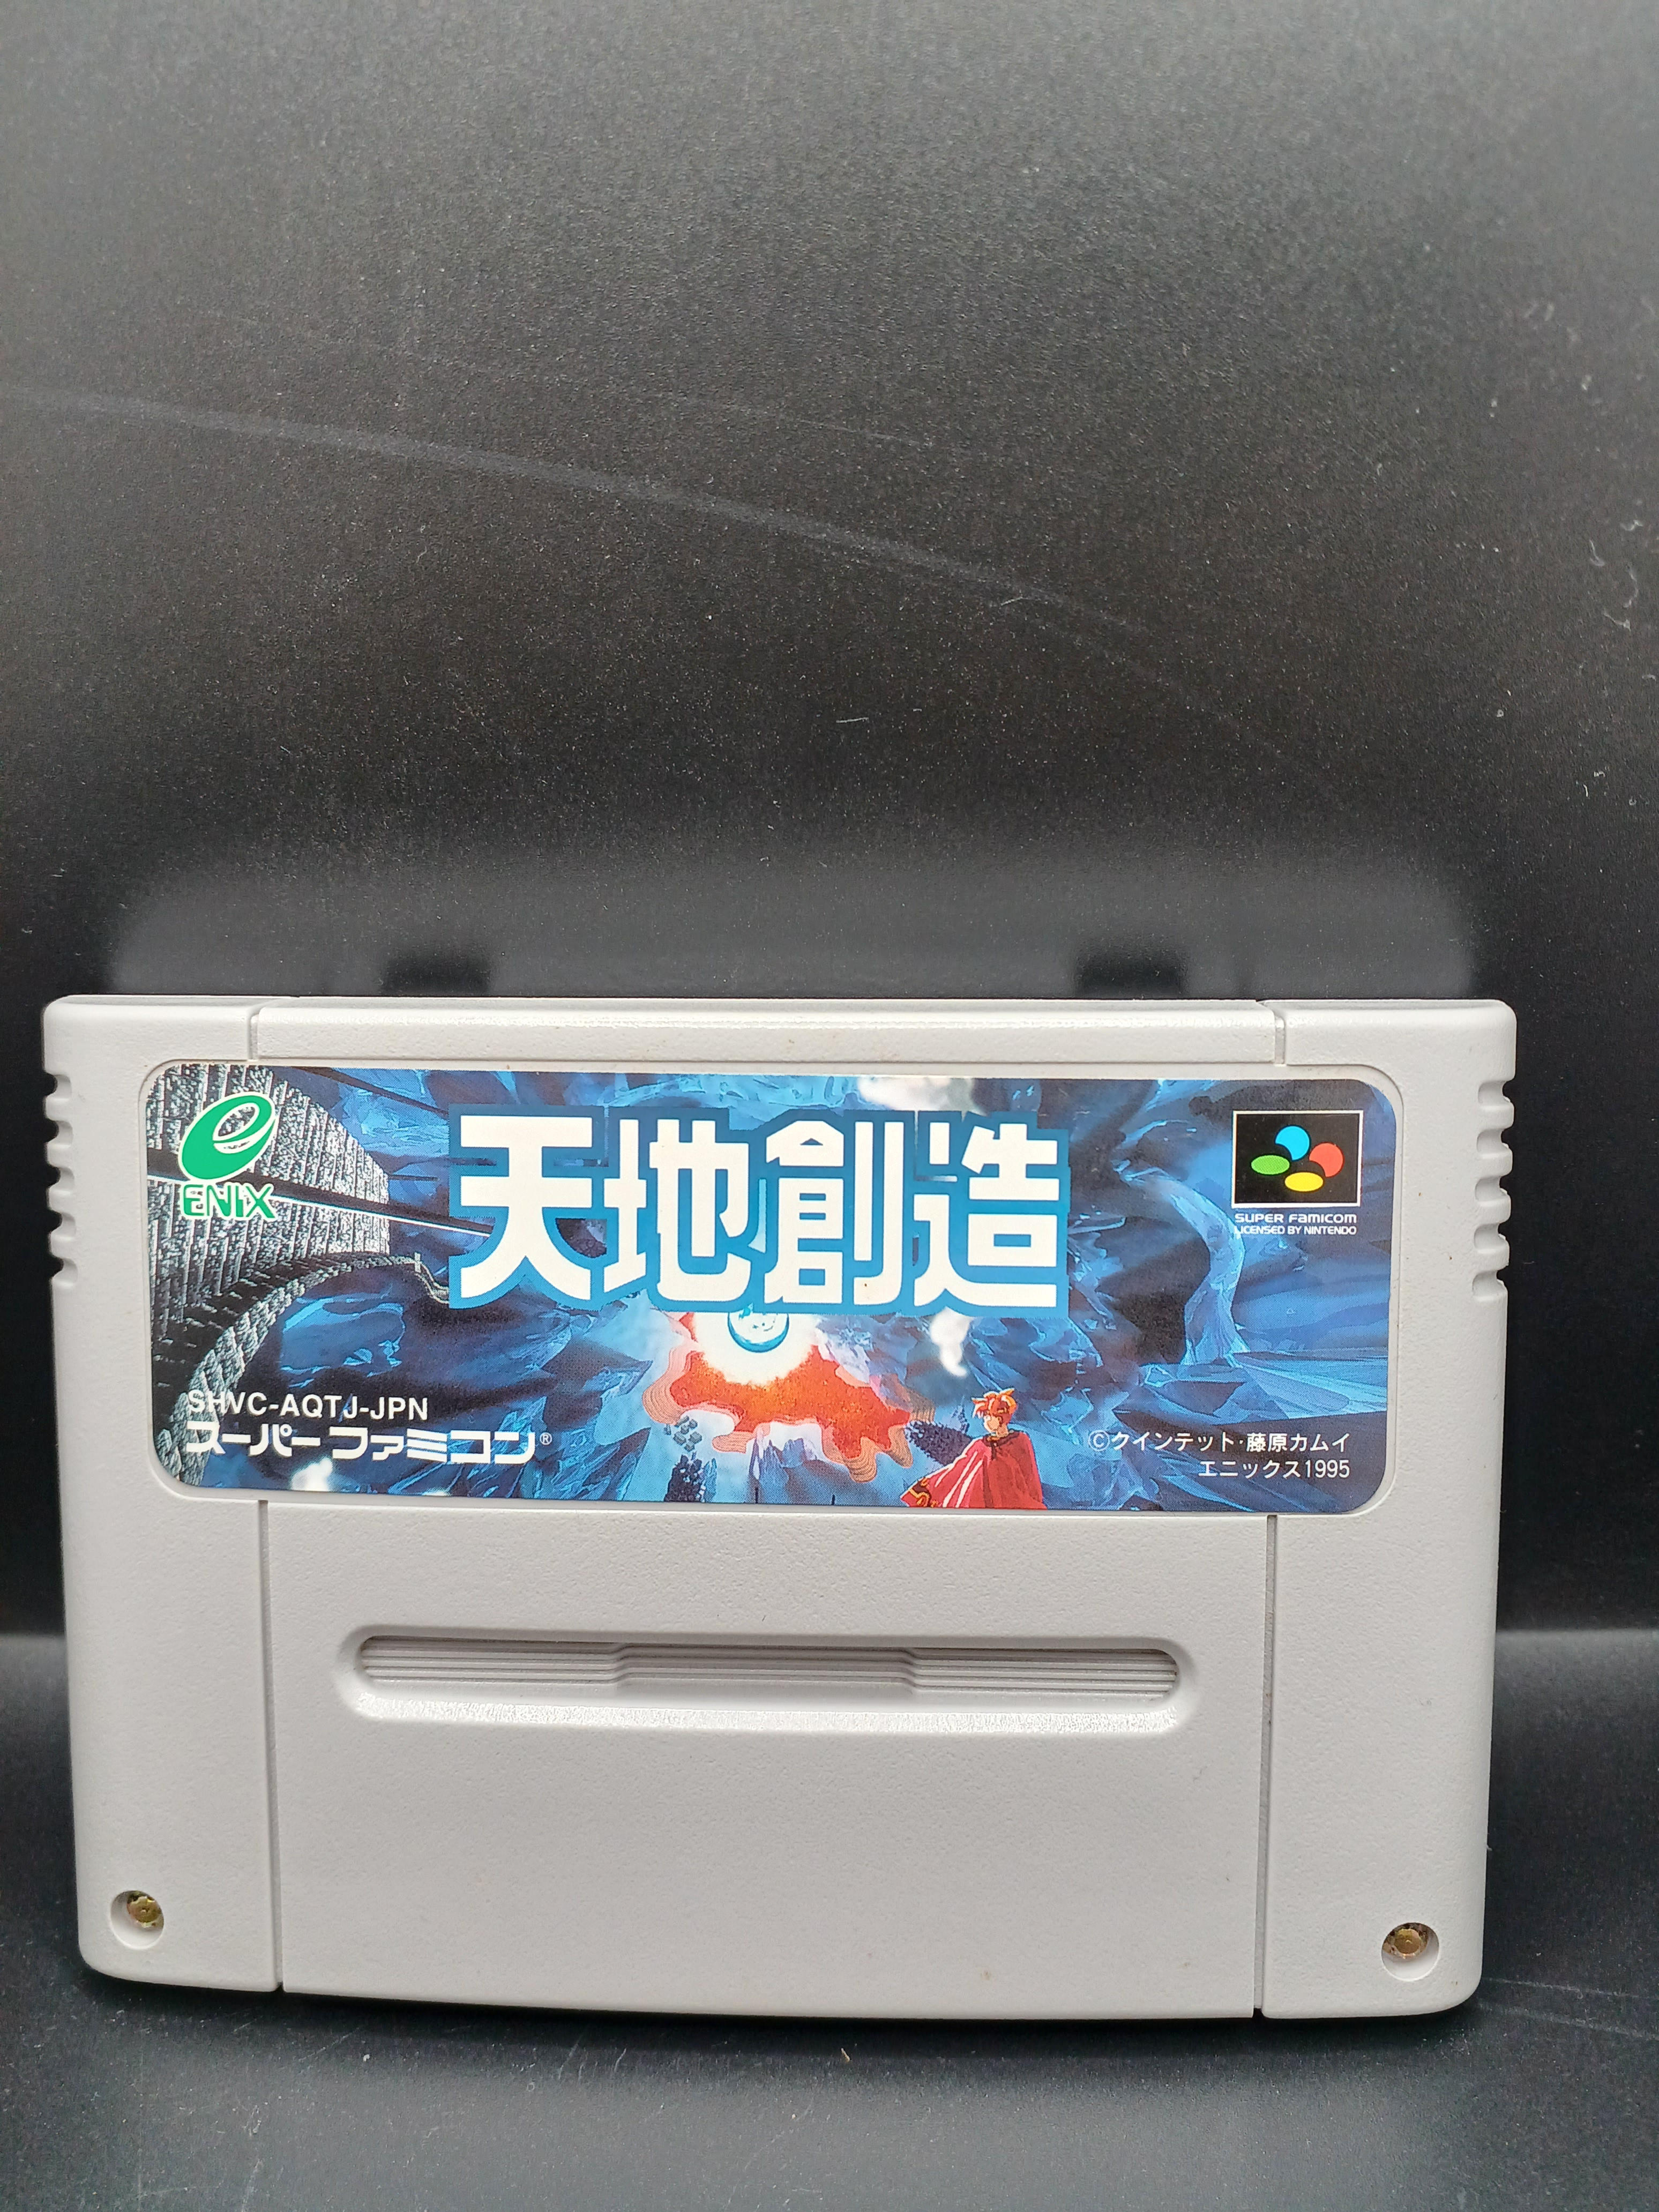 ENIX
天地創造
SUPER FAMICOM
LICENSED BY NINTENDO
SHVC-AQTJ-JPN
スーパーファミコン®
©クインテット・藤原カムイ
エニックス1995